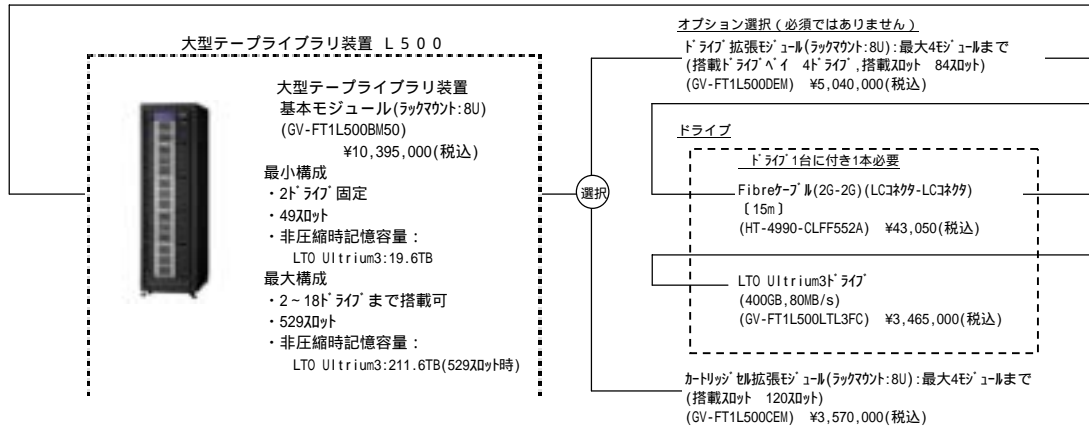 大型テープライブラリ装置 L500
大型テープライブラリ装置
基本モジュール(ラックマウント:8U)
(GV-FT1L500BM50)
¥10,395,000(税込)
最小構成
・2ﾄﾞﾗｲﾌﾞ固定
・49ｽﾛｯﾄ
・非圧縮時記憶容量：
LTO Ultrium3:19.6TB
最大構成
・2～18ﾄﾞﾗｲﾌﾞまで搭載可
・529ｽﾛｯﾄ
・非圧縮時記憶容量：
LTO Ultrium3:211.6TB(529ｽﾛｯﾄ時)
選択
オプション選択（必須ではありません）
ﾄﾞﾗｲﾌﾞ拡張ﾓｼﾞｭｰﾙ(ﾗｯｸﾏｳﾝﾄ:8U):最大4ﾓｼﾞｭｰﾙまで
(搭載ﾄﾞﾗｲﾌﾞﾍﾞｲ 4ﾄﾞﾗｲﾌﾞ,搭載ｽﾛｯﾄ 84ｽﾛｯﾄ)
(GV-FT1L500DEM) ¥5,040,000(税込)
ドライブ
ﾄﾞﾗｲﾌﾞ1台に付き1本必要
Fibreｹｰﾌﾞﾙ(2G-2G)(LCｺﾈｸﾀ-LCｺﾈｸﾀ)
〔15m〕
(HT-4990-CLFF552A) ¥43,050(税込)
LTO Ultrium3ﾄﾞﾗｲﾌﾞ
(400GB,80MB/s)
(GV-FT1L500LTL3FC) ¥3,465,000(税込)
ｶｰﾄﾘｯｼﾞｾﾙ拡張ﾓｼﾞｭｰﾙ(ﾗｯｸﾏｳﾝﾄ:8U):最大4ﾓｼﾞｭｰﾙまで
(搭載ｽﾛｯﾄ 120ｽﾛｯﾄ)
(GV-FT1L500CEM) ¥3,570,000(税込)